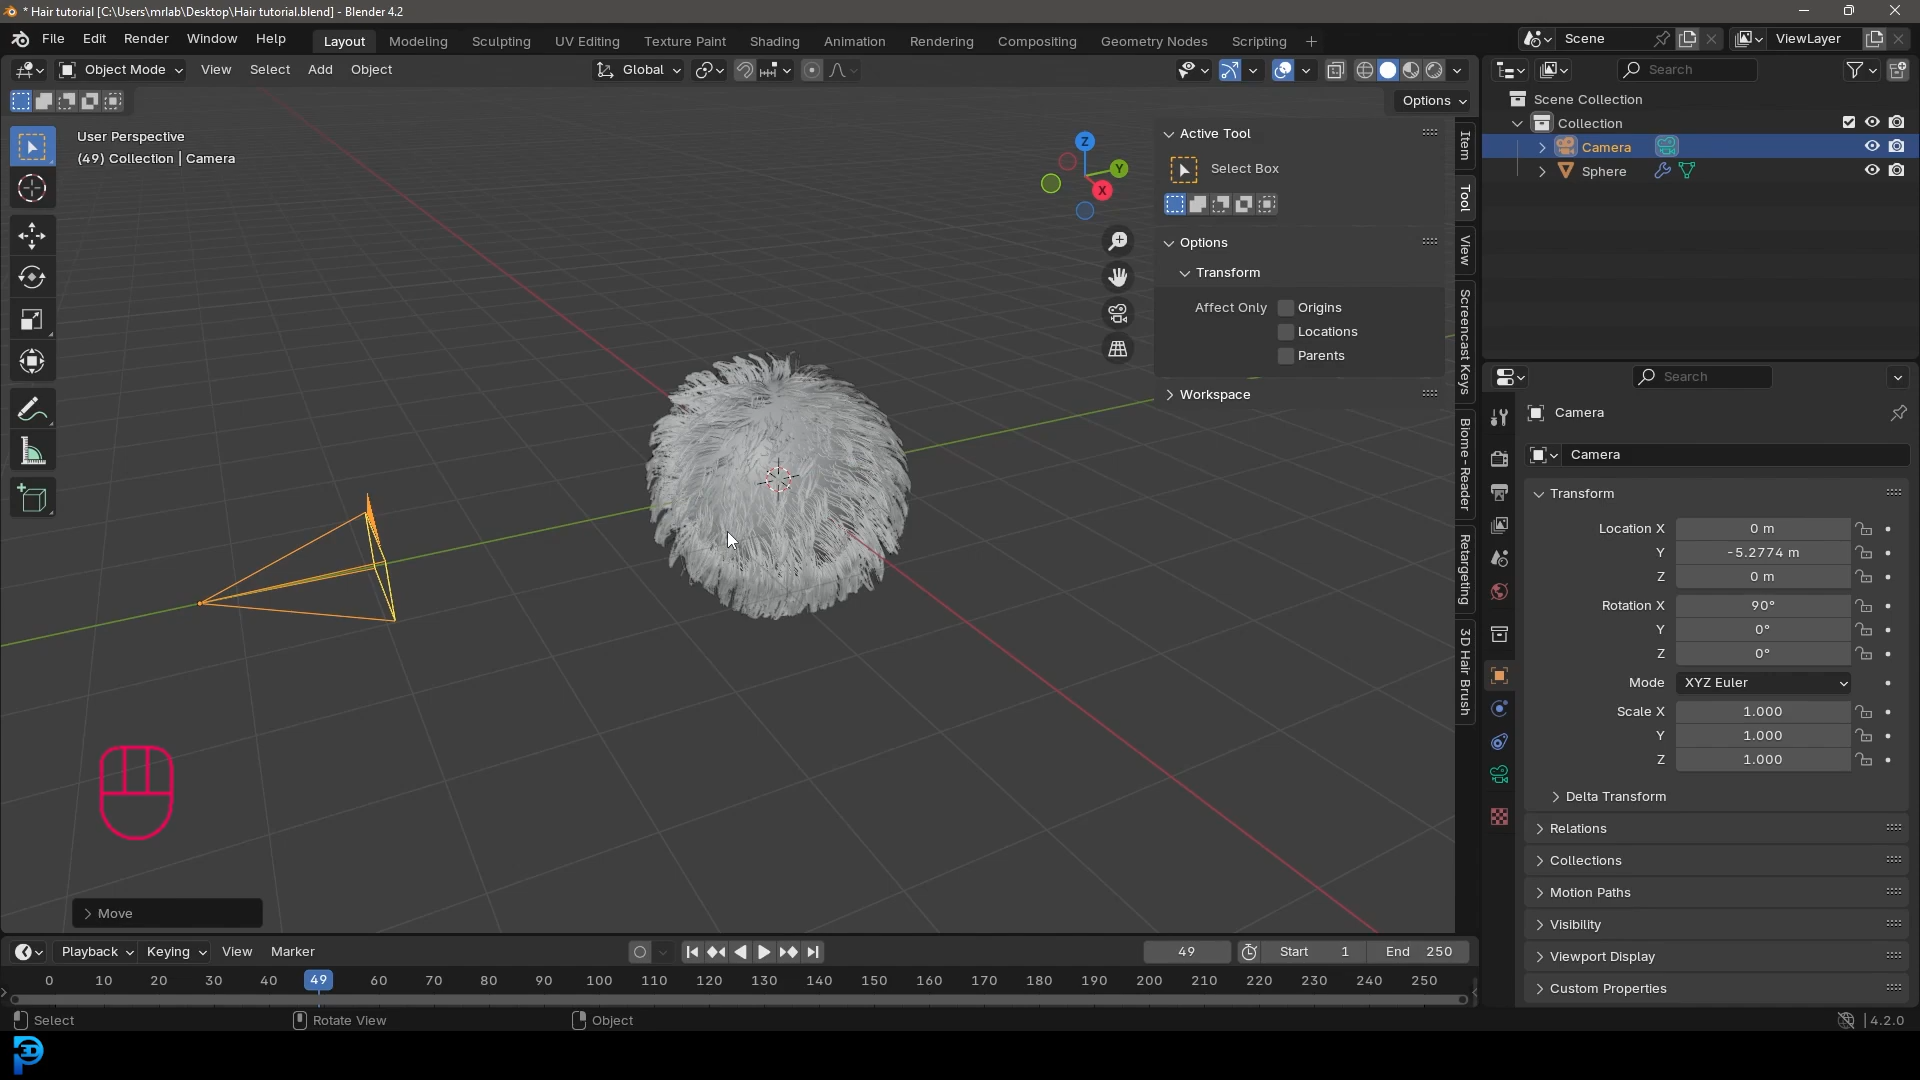 * Hair tutorial [C:\Users\mrlab\Desktop\Hair tutorial.blend] - Blender 4.2
File Edit Render Window Help Layout Modeling Sculpting UV Editing Texture Paint Shading Animation Rendering Compositing Geometry Nodes Scripting + Scene ViewLayer
Object Mode View Select Add Object Global Search
Options
User Perspective
(49) Collection | Camera
Z
Y
X
Active Tool
Select Box
Options
Transform
Affect Only Origins
Locations
Parents
Workspace
Item
Tool
View
Screencast Keys
Biome-Reader
Retargeting
3D Hair Brush
Scene Collection
Collection
Camera
Sphere
Search
Camera
Camera
Transform
Location X 0 m
Y -5.2774 m
Z 0 m
Rotation X 90°
Y 0°
Z 0°
Mode XYZ Euler
Scale X 1.000
Y 1.000
Z 1.000
Delta Transform
Relations
Collections
Motion Paths
Visibility
Viewport Display
Custom Properties
Move
Playback Keying View Marker 49 Start 1 End 250
0 10 20 30 40 49 60 70 80 90 100 110 120 130 140 150 160 170 180 190 200 210 220 230 240 250
Select Rotate View Object 4.2.0
3D